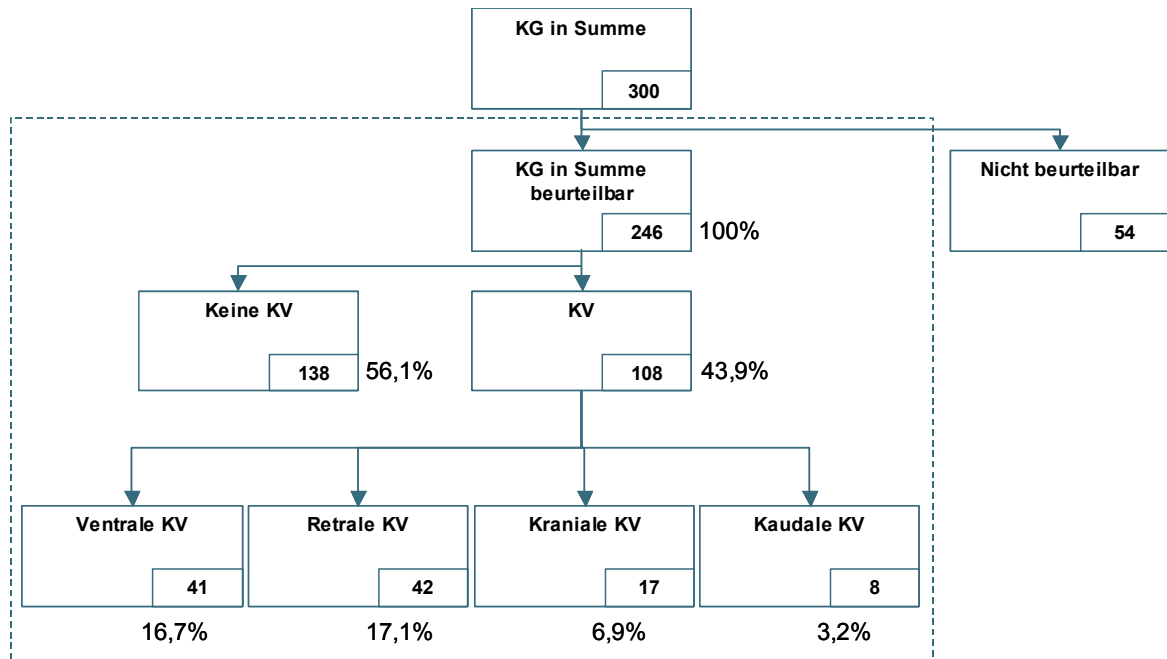 KG in Summe
300
KG in Summe
beurteilbar
246
100%
Nicht beurteilbar
54
Keine KV
138
56,1%
KV
108
43,9%
Ventrale KV
41
16,7%
Retrale KV
42
17,1%
Kraniale KV
17
6,9%
Kaudale KV
8
3,2%